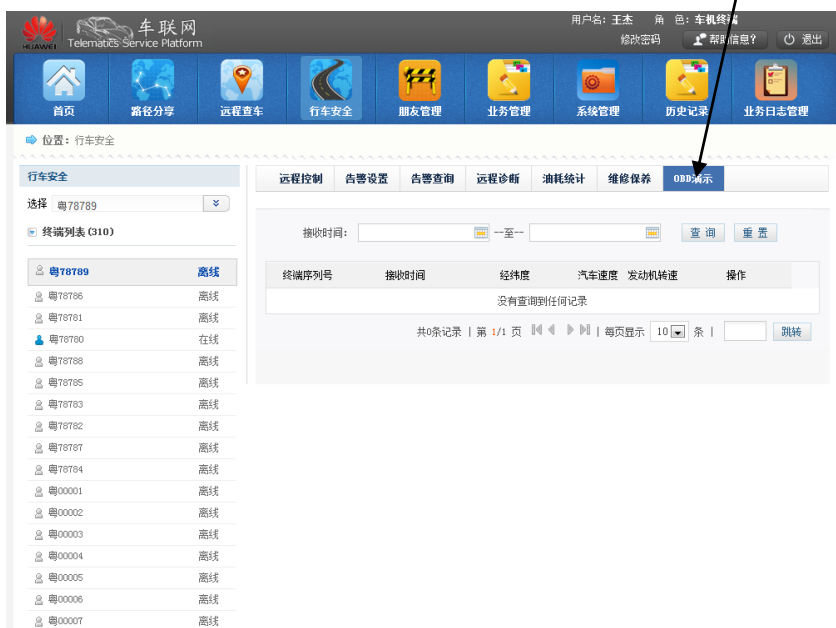 HUAWEI
车联网
Telematics Service Platform
用户名: 王杰 角 色: 车机终端
修改密码 帮助信息? 退出
首页 路径分享 远程查车 行车安全 朋友管理 业务管理 系统管理 历史记录 业务日志管理
位置: 行车安全
行车安全
选择 粤78789
终端列表(310)
粤78789 离线
粤78786 离线
粤78781 离线
粤78780 在线
粤78788 离线
粤78785 离线
粤78783 离线
粤78782 离线
粤78787 离线
粤78784 离线
粤00001 离线
粤00002 离线
粤00003 离线
粤00004 离线
粤00005 离线
粤00006 离线
粤00007 离线
远程控制 告警设置 告警查询 远程诊断 油耗统计 维修保养 OBD演示
接收时间: --至-- 查 询 重 置
终端序列号 接收时间 经纬度 汽车速度 发动机转速 操作
没有查询到任何记录
共0条记录 | 第 1/1 页 | 每页显示 10 条 | 跳转